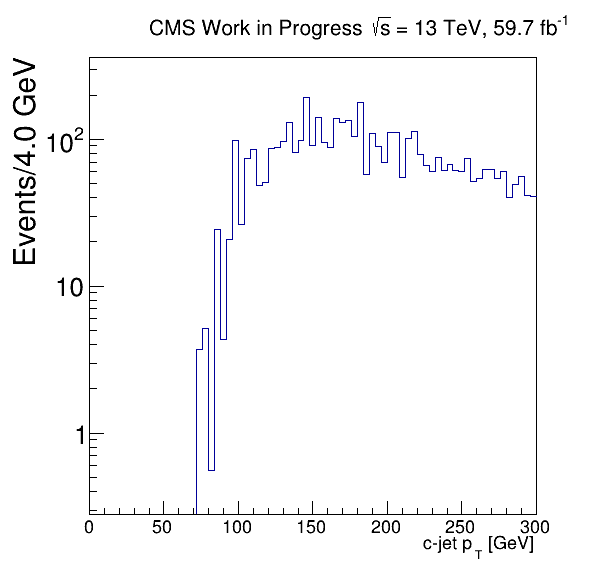 CMS Work in Progress √s = 13 TeV, 59.7 fb⁻¹
Events/4.0 GeV
10²
10
1
0 50 100 150 200 250 300
c-jet p_T [GeV]